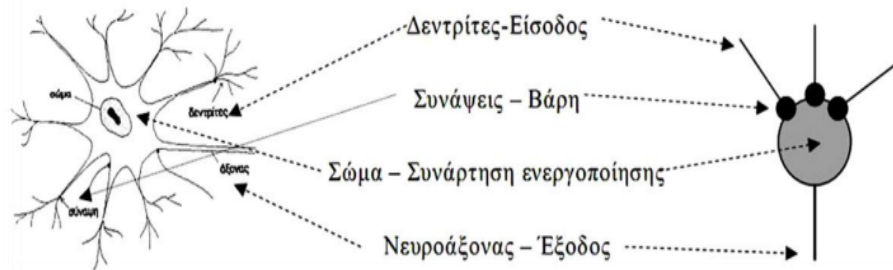 Δεντρίτες-Είσοδος
σώμα
δεντρίτες
Συνάψεις – Βάρη
άξονας
Σώμα – Συνάρτηση ενεργοποίησης
σύναψη
Νευροάξονας – Έξοδος